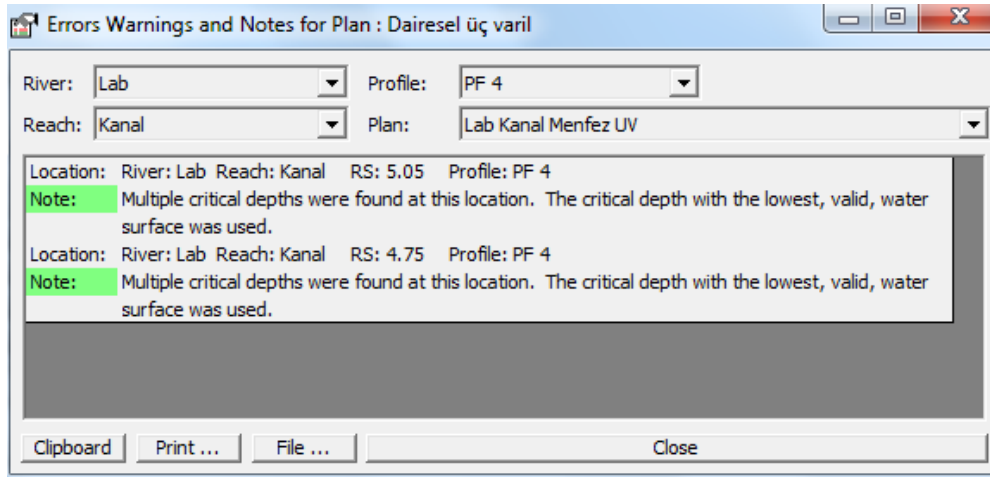 Errors Warnings and Notes for Plan : Dairesel üç varil
River: Lab Profile: PF 4
Reach: Kanal Plan: Lab Kanal Menfez UV
Location: River: Lab Reach: Kanal RS: 5.05 Profile: PF 4
Note: Multiple critical depths were found at this location. The critical depth with the lowest, valid, water
surface was used.
Location: River: Lab Reach: Kanal RS: 4.75 Profile: PF 4
Note: Multiple critical depths were found at this location. The critical depth with the lowest, valid, water
surface was used.
Clipboard Print ... File ... Close